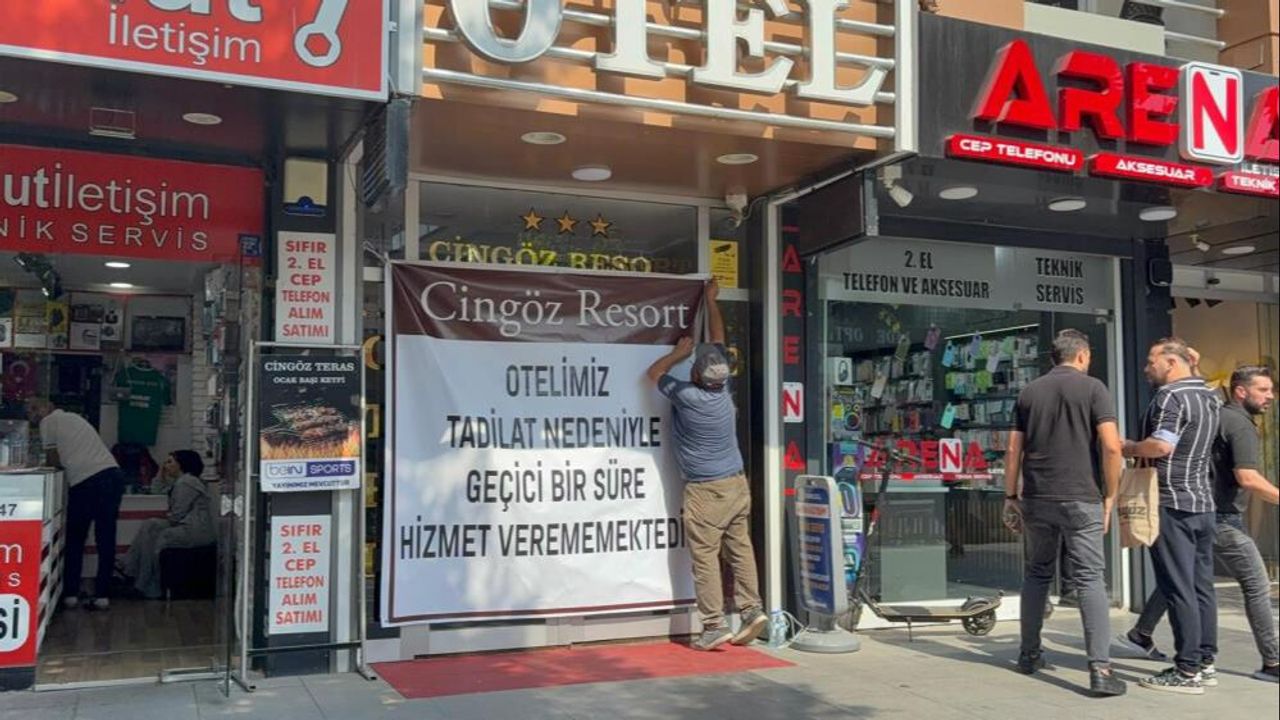 İletişim
OTEL
ARENA
CEP TELEFONU
AKSESUAR
TEKNİK
utİletişim
NİK SERVİS
SIFIR
2. EL
CEP
TELEFON
ALIM
SATIMI
CİNGÖZ TERAS
OCAK BAŞI KEYFİ
beIN SPORTS
YAYINIMIZ MEVCUTTUR
SIFIR
2. EL
CEP
TELEFON
ALIM
SATIMI
47
CİNGÖZ RESORT
Cingöz Resort
OTELİMİZ
TADİLAT NEDENİYLE
GEÇİCİ BİR SÜRE
HİZMET VEREMEMEKTEDİ
2. EL
TELEFON VE AKSESUAR
TEKNİK
SERVİS
ARENA
ARENA